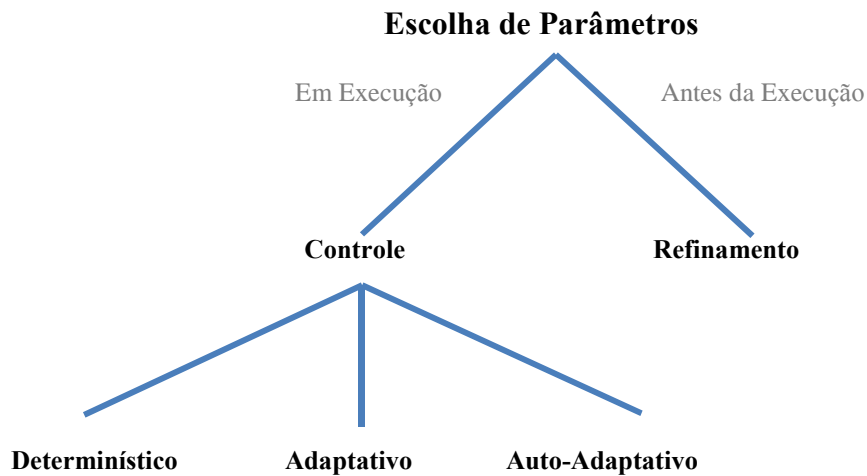 Escolha de Parâmetros
Em Execução
Antes da Execução
Controle
Refinamento
Determinístico
Adaptativo
Auto-Adaptativo